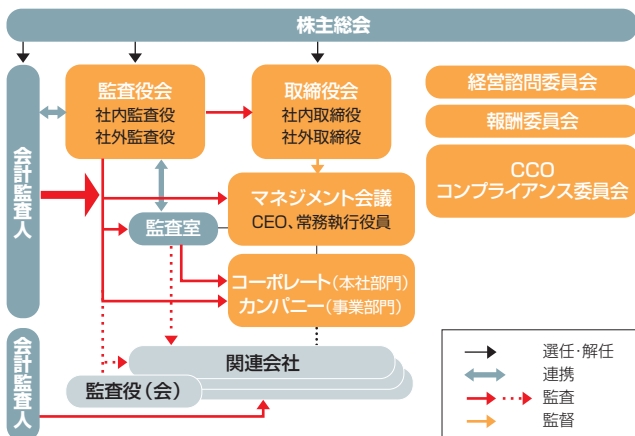 株主総会
会計監査人
監査役会
社内監査役
社外監査役
取締役会
社内取締役
社外取締役
経営諮問委員会
報酬委員会
CCO
コンプライアンス委員会
マネジメント会議
CEO、常務執行役員
監査室
コーポレート(本社部門)
カンパニー(事業部門)
会計監査人
関連会社
監査役(会)
選任・解任
連携
監査
監督